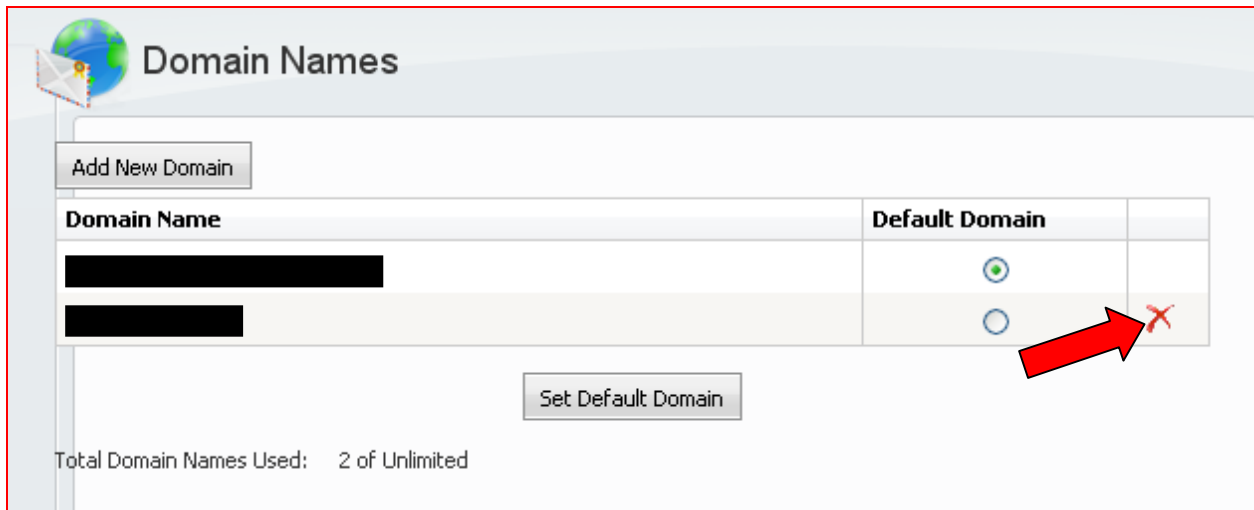 Domain Names
Add New Domain
Domain Name Default Domain
Set Default Domain
Total Domain Names Used: 2 of Unlimited